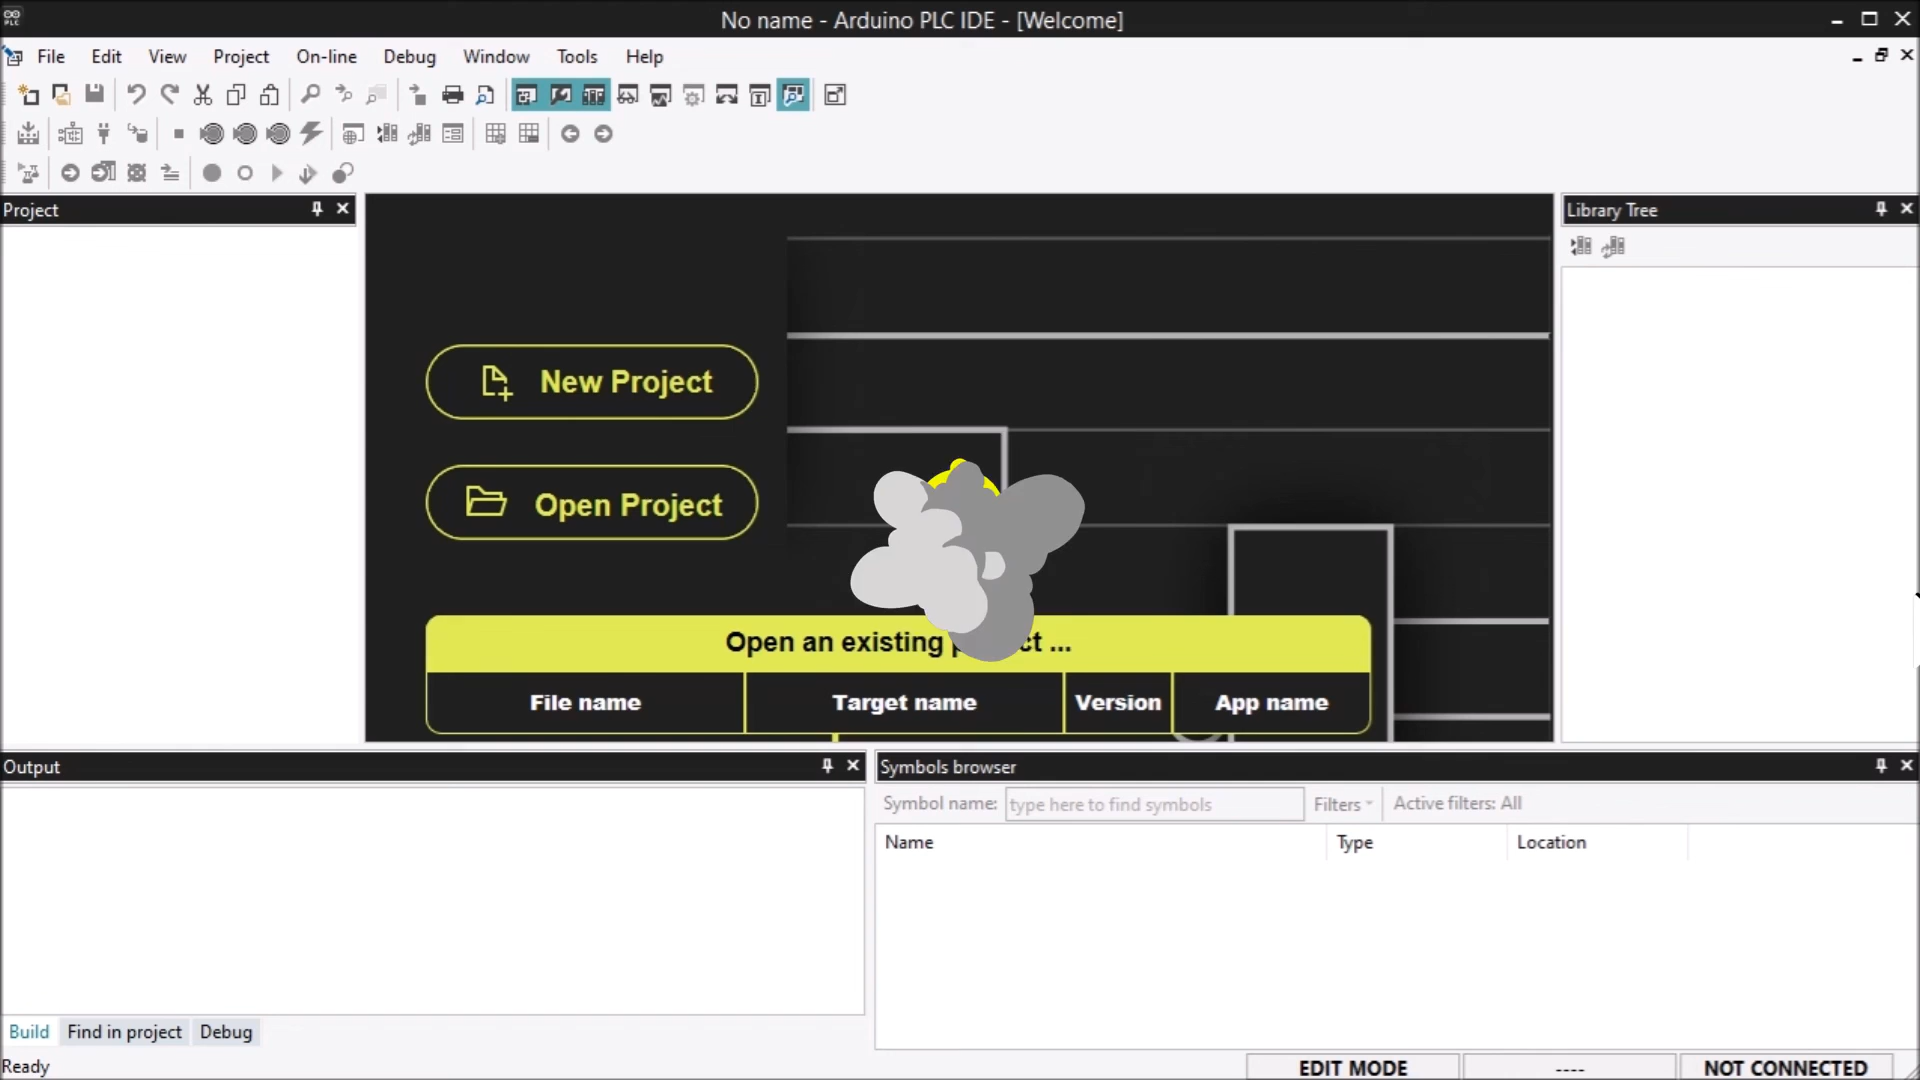 No name - Arduino PLC IDE - [Welcome]
File Edit View Project On-line Debug Window Tools Help
Project
Library Tree
New Project
Open Project
Open an existing ct ...
File name Target name Version App name
Output
Symbols browser
Symbol name: type here to find symbols Filters Active filters: All
Name Type Location
Build Find in project Debug
Ready
EDIT MODE ---- NOT CONNECTED